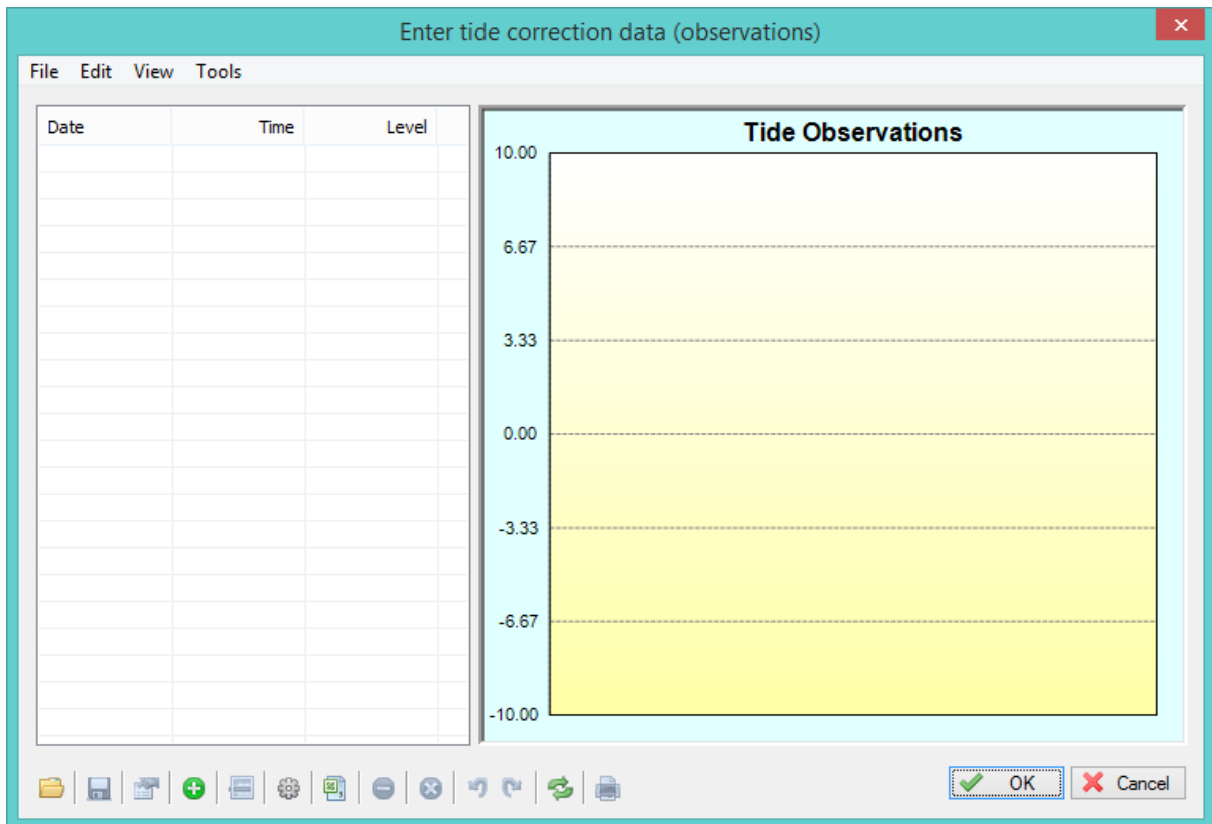 Enter tide correction data (observations)
File Edit View Tools
Date Time Level
Tide Observations
10.00
6.67
3.33
0.00
-3.33
-6.67
-10.00
OK Cancel